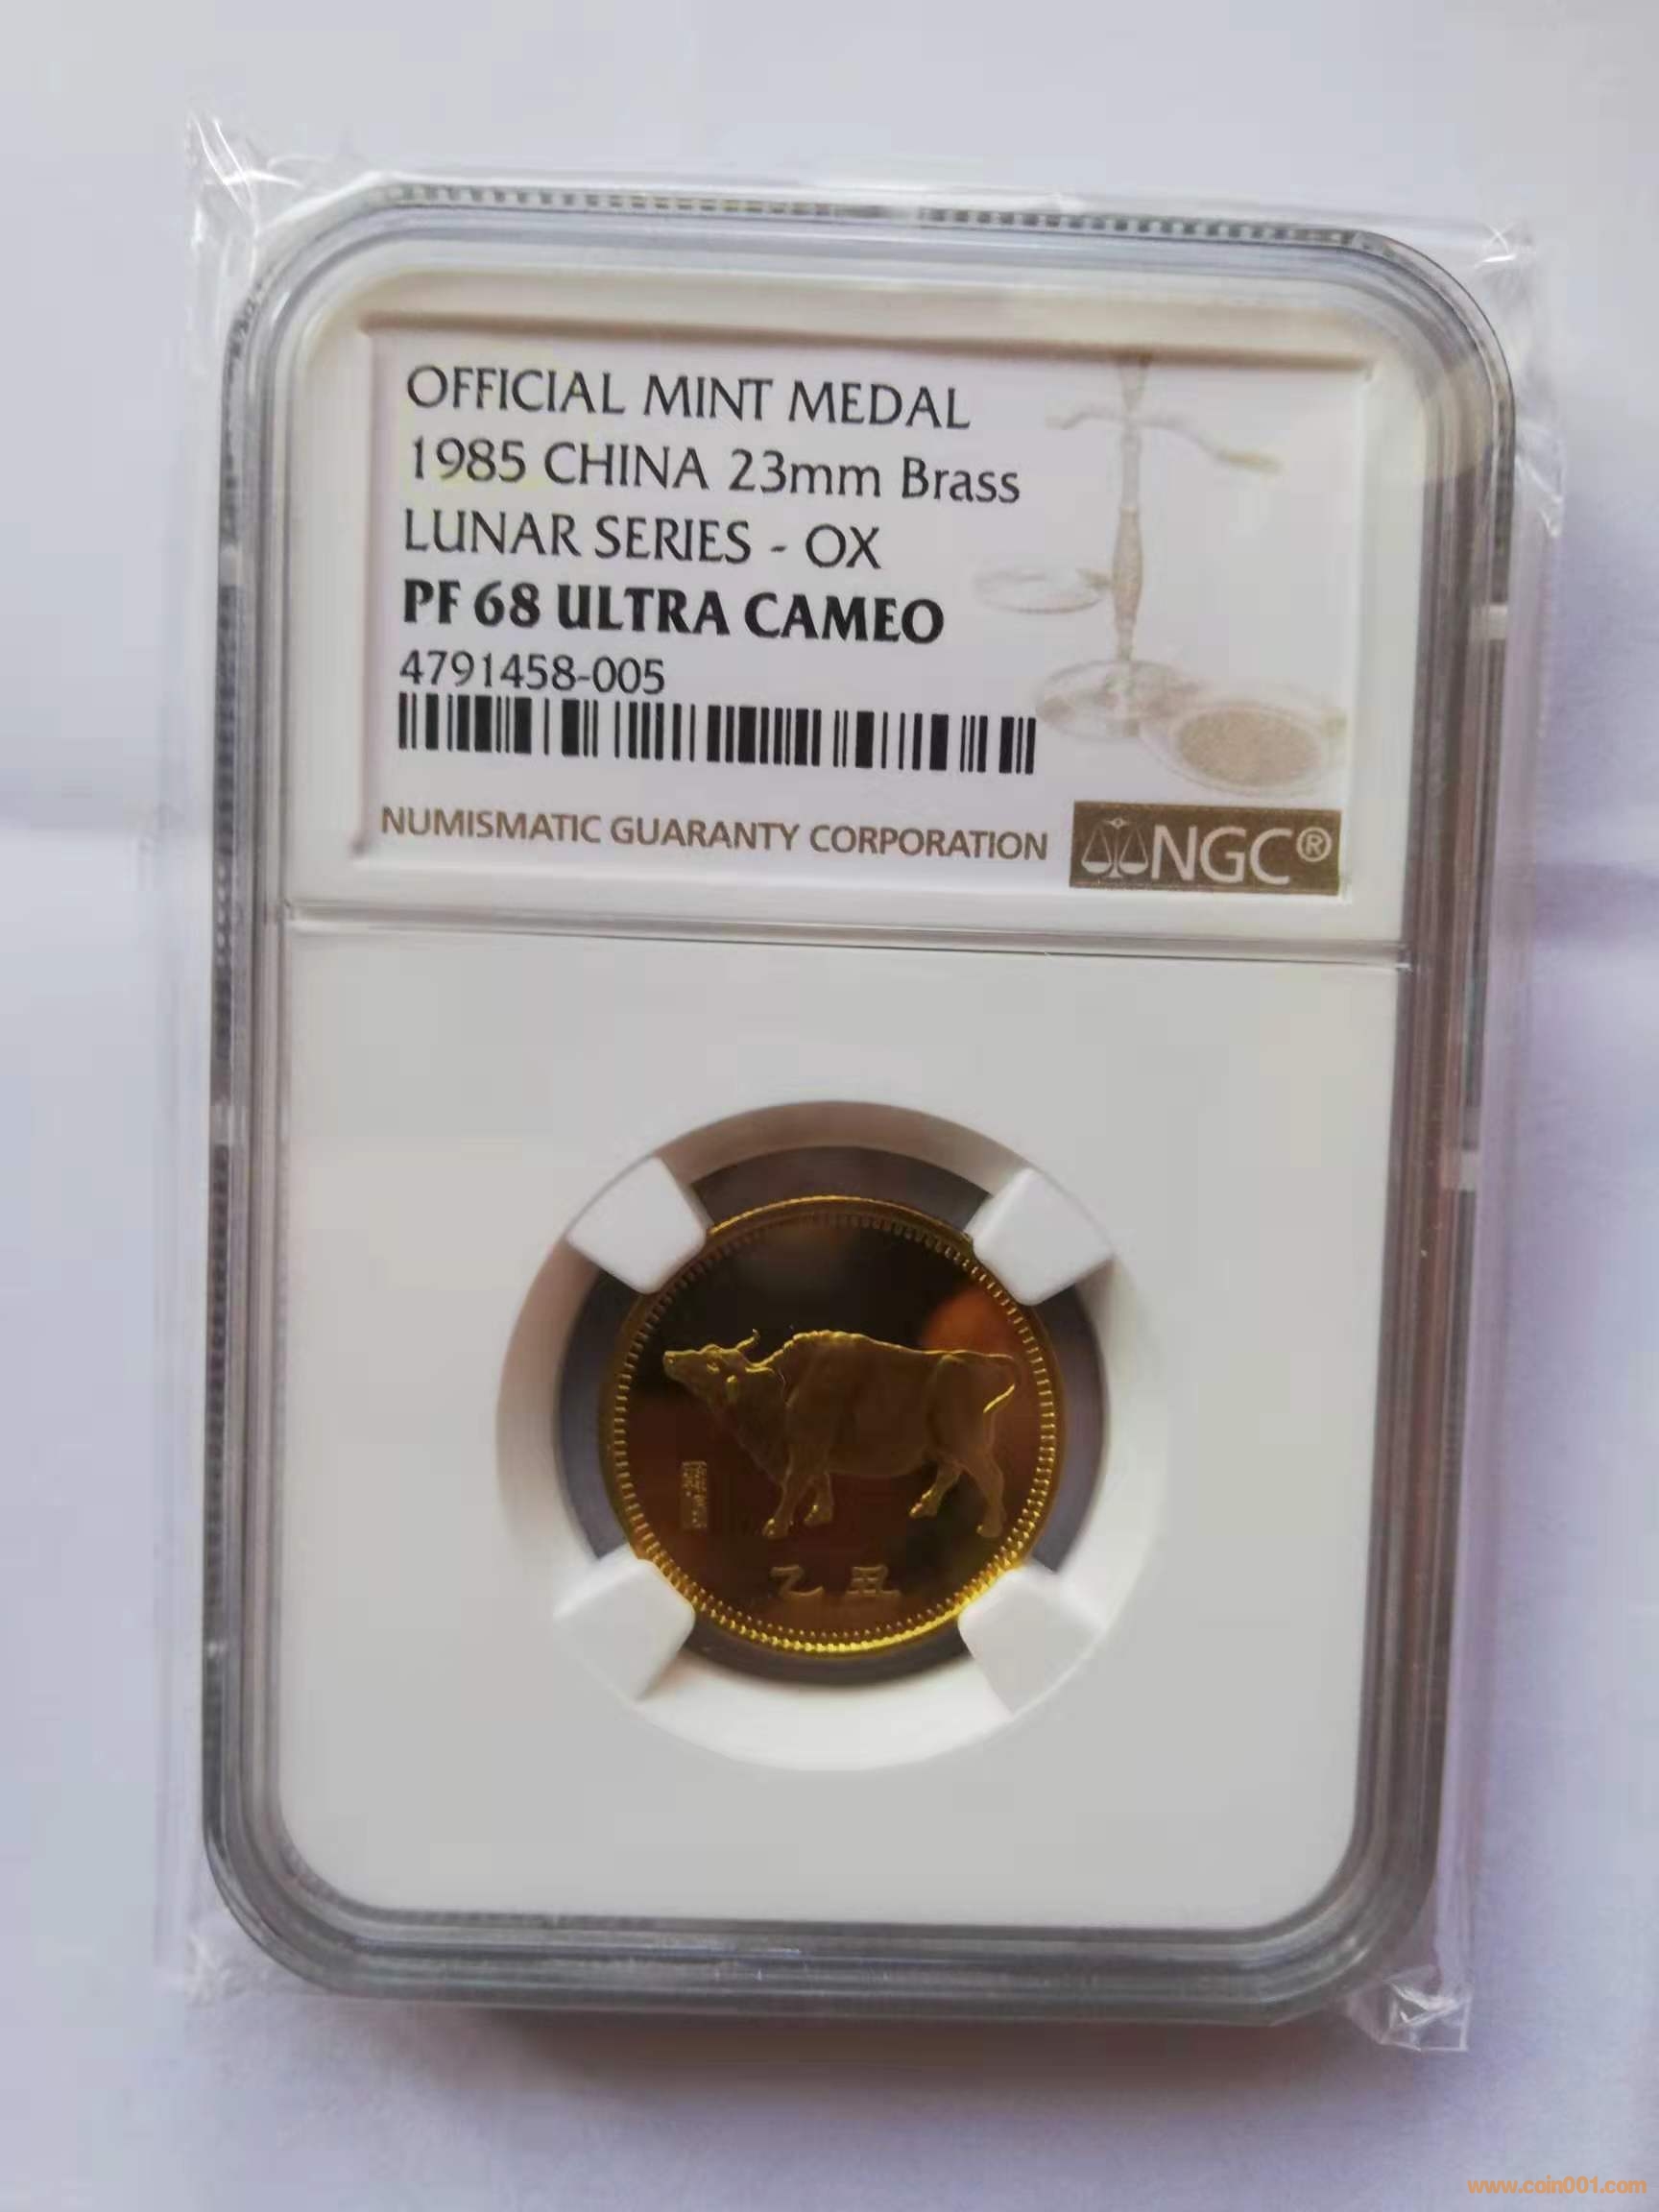 OFFICIAL MINT MEDAL
1985 CHINA 23mm Brass
LUNAR SERIES - OX
PF 68 ULTRA CAMEO
4791458-005
NUMISMATIC GUARANTY CORPORATION NGC®
乙丑
www.coin001.com